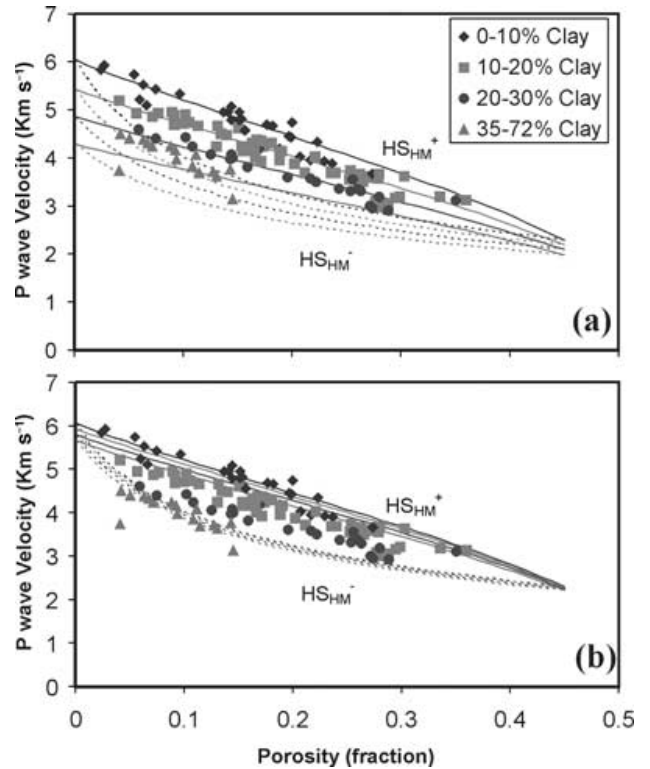 7
6
5
4
3
2
1
0
P wave Velocity (Km s⁻¹)
0-10% Clay
10-20% Clay
20-30% Clay
35-72% Clay
HS_HM⁺
HS_HM⁻
(a)
7
6
5
4
3
2
1
0
P wave Velocity (Km s⁻¹)
HS_HM⁺
HS_HM⁻
(b)
0
0.1
0.2
0.3
0.4
0.5
Porosity (fraction)